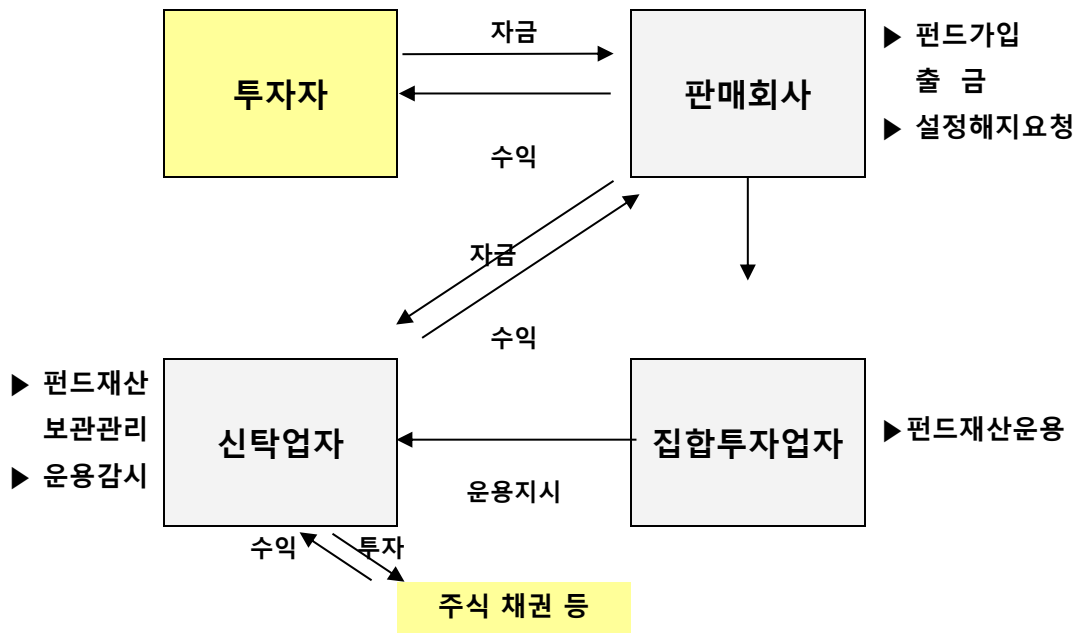 자금
▶ 펀드가입
투자자
판매회사
출 금
▶ 설정해지요청
수익
자금
수익
▶ 펀드재산
보관관리
▶ 운용감시
신탁업자
집합투자업자
▶펀드재산운용
운용지시
수익
투자
주식 채권 등